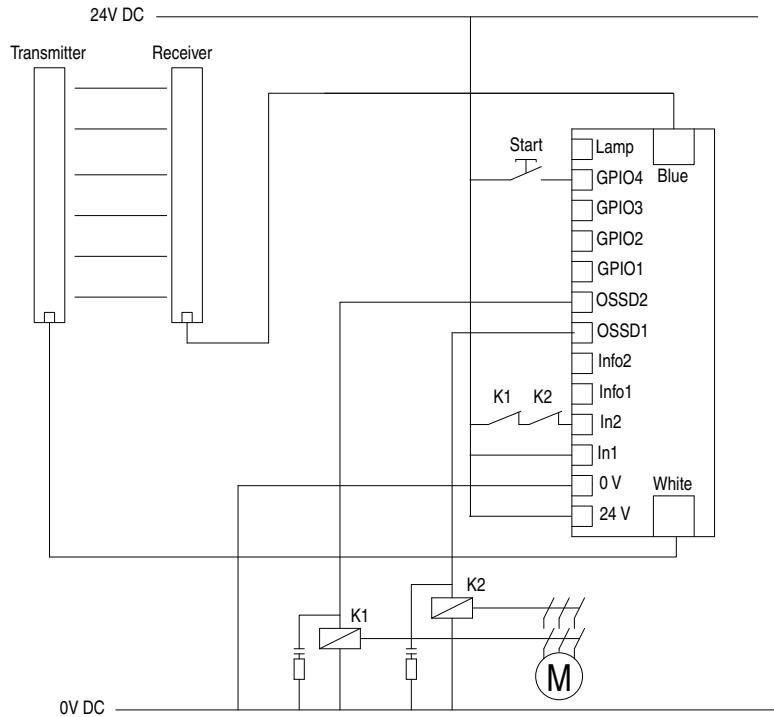 24V DC
Transmitter
Receiver
Start
Lamp
GPIO4
Blue
GPIO3
GPIO2
GPIO1
OSSD2
OSSD1
Info2
Info1
K1
K2
In2
In1
0 V
White
24 V
K2
K1
M
0V DC